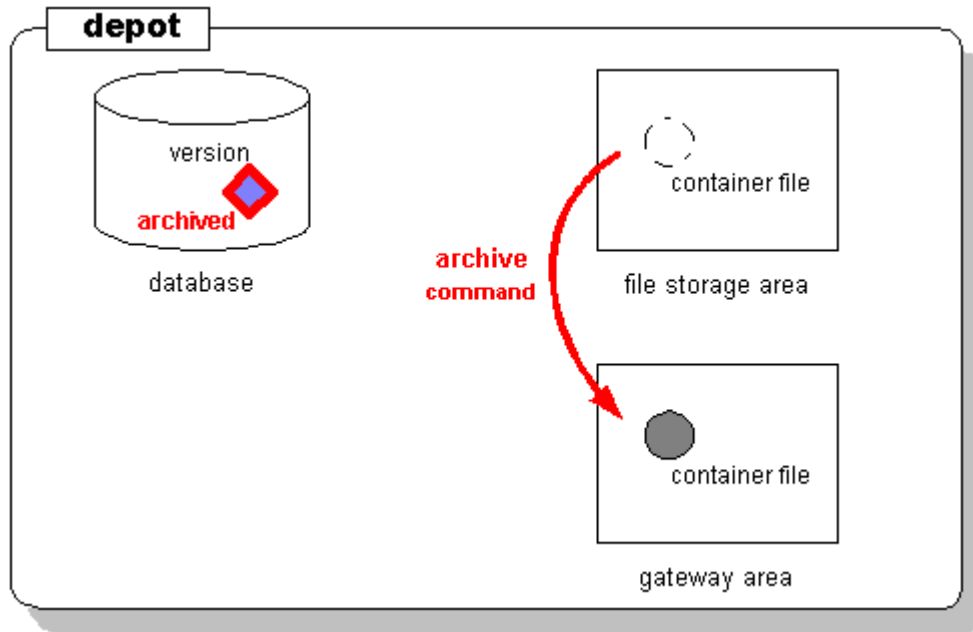 depot
version
archived
database
container file
file storage area
archive
command
container file
gateway area